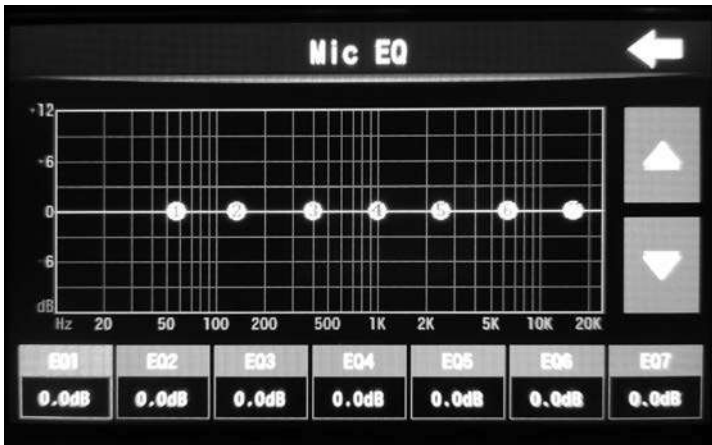 Mic EQ
+12
+6
0
-6
dB
1 2 3 4 5 6 7
Hz 20 50 100 200 500 1K 2K 5K 10K 20K
EQ1 EQ2 EQ3 EQ4 EQ5 EQ6 EQ7
0.0dB 0.0dB 0.0dB 0.0dB 0.0dB 0.0dB 0.0dB